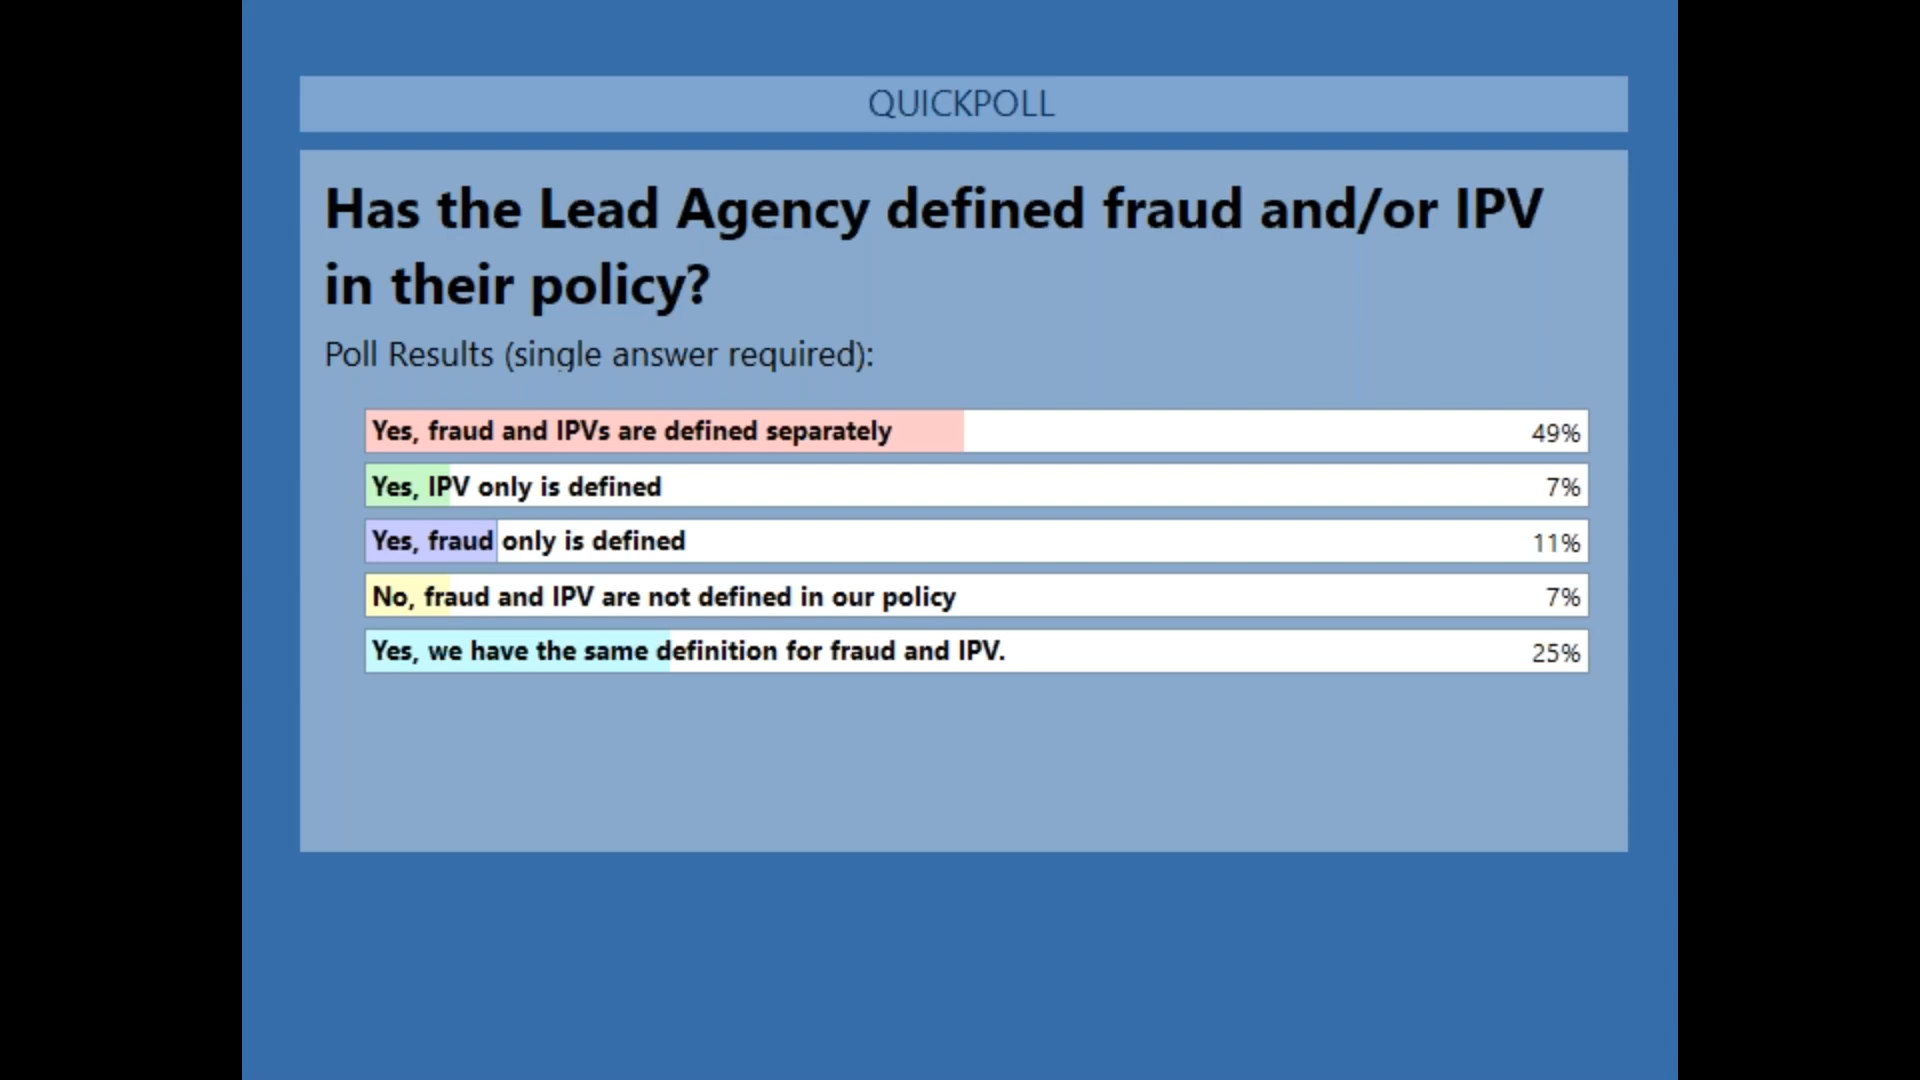 QUICKPOLL
Has the Lead Agency defined fraud and/or IPV
in their policy?
Poll Results (single answer required):
Yes, fraud and IPVs are defined separately 49%
Yes, IPV only is defined 7%
Yes, fraud only is defined 11%
No, fraud and IPV are not defined in our policy 7%
Yes, we have the same definition for fraud and IPV. 25%